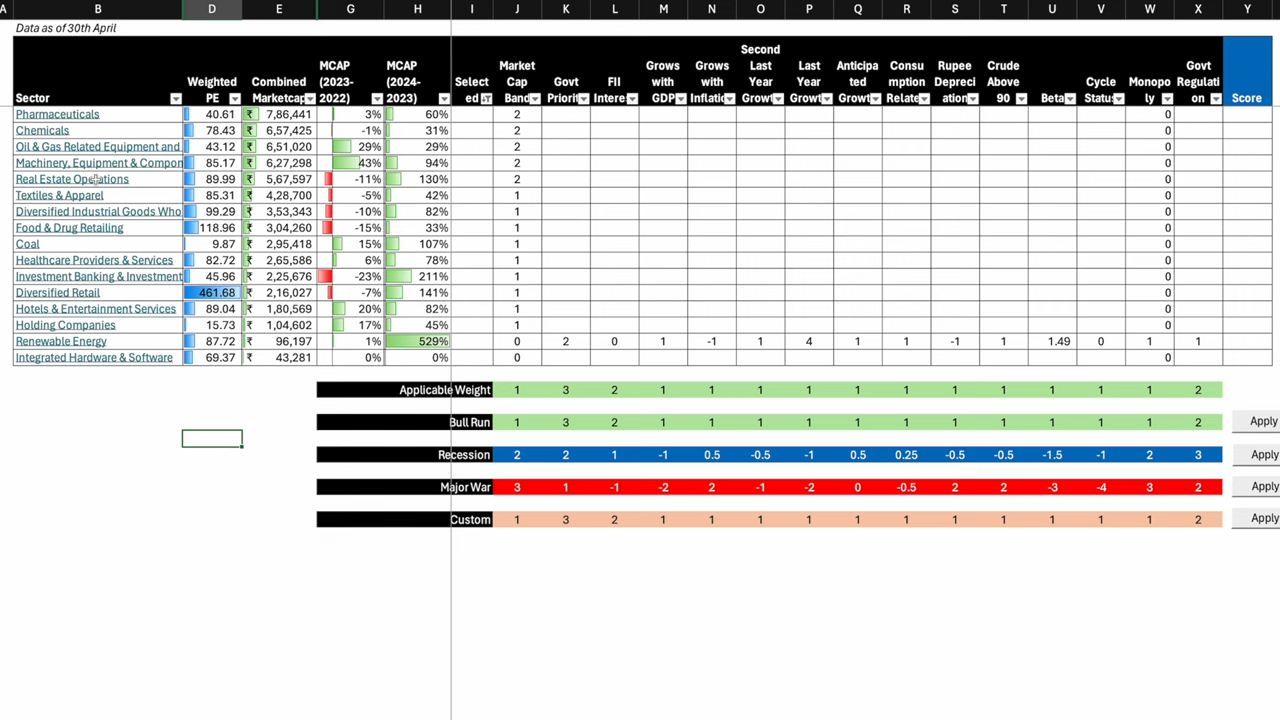 A B D E G H I J K L M N O P Q R S T U V W X Y
Data as of 30th April
Sector Weighted PE Combined Marketcap MCAP (2023-2022) MCAP (2024-2023) Selected Market Cap Band Govt Priorit FII Intere Grows with GDP Grows with Inflatio Second Last Year Growt Last Year Growt Anticipated Growt Consumption Relate Rupee Depreciation Crude Above 90 Beta Cycle Status Monopoly Govt Regulation Score
Pharmaceuticals 40.61 ₹ 7,86,441 3% 60% 2 0
Chemicals 78.43 ₹ 6,57,425 -1% 31% 2 0
Oil & Gas Related Equipment and 43.12 ₹ 6,51,020 29% 29% 2 0
Machinery, Equipment & Compon 85.17 ₹ 6,27,298 43% 94% 2 0
Real Estate Operations 89.99 ₹ 5,67,697 -11% 130% 2 0
Textiles & Apparel 85.31 ₹ 4,28,700 -5% 42% 1 0
Diversified Industrial Goods Who 99.29 ₹ 3,53,343 -10% 82% 1 0
Food & Drug Retailing 118.96 ₹ 3,04,260 -15% 33% 1 0
Coal 9.87 ₹ 2,95,418 15% 107% 1 0
Healthcare Providers & Services 82.72 ₹ 2,65,586 6% 78% 1 0
Investment Banking & Investment 45.96 ₹ 2,25,676 -23% 211% 1 0
Diversified Retail 461.68 ₹ 2,16,027 -7% 141% 1 0
Hotels & Entertainment Services 89.04 ₹ 1,80,569 20% 82% 1 0
Holding Companies 15.73 ₹ 1,04,602 17% 45% 1 0
Renewable Energy 87.72 ₹ 96,197 1% 529% 0 2 0 1 -1 1 4 1 1 -1 1 1.49 0 1 1
Integrated Hardware & Software 69.37 ₹ 43,281 0% 0% 0 0
Applicable Weight 1 3 2 1 1 1 1 1 1 1 1 1 1 1 2
Bull Run 1 3 2 1 1 1 1 1 1 1 1 1 1 1 2 Apply
Recession 2 2 1 -1 0.5 -0.5 -1 0.5 0.25 -0.5 -0.5 -1.5 -1 2 3 Apply
Major War 3 1 -1 -2 2 -1 -2 0 -0.5 2 2 -3 -4 3 2 Apply
Custom 1 3 2 1 1 1 1 1 1 1 1 1 1 1 2 Apply